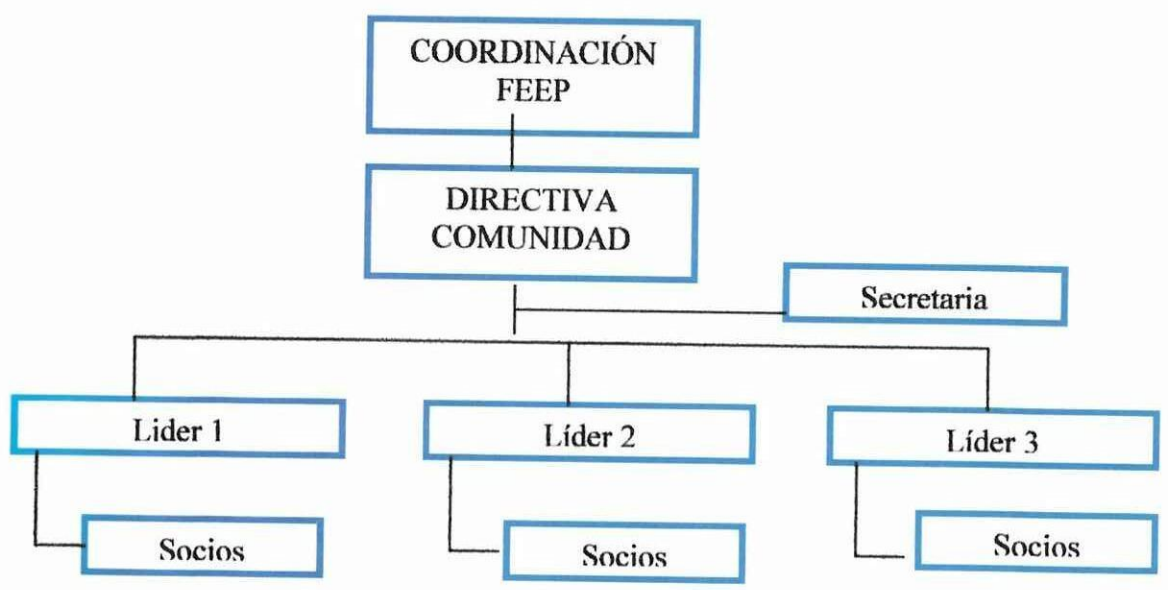 COORDINACIÓN
FEEP
DIRECTIVA
COMUNIDAD
Secretaria
Lider 1
Líder 2
Líder 3
Socios
Socios
Socios